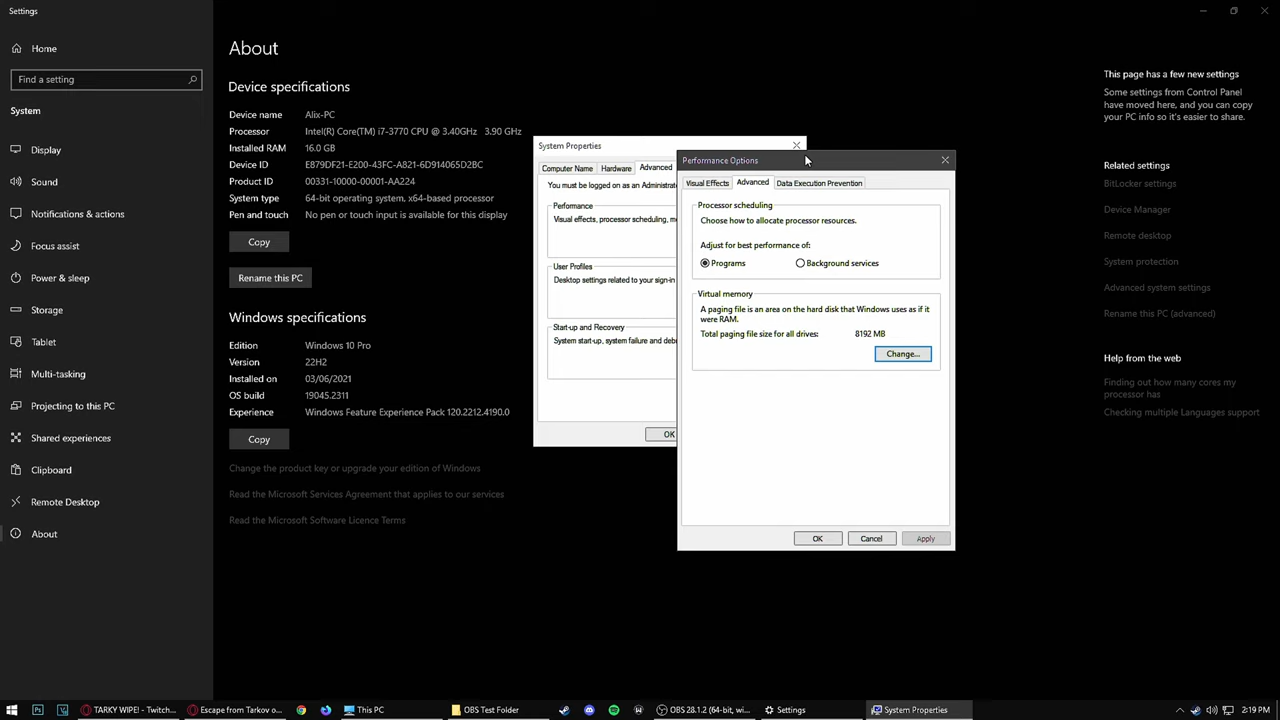 Settings
Home
Find a setting
System
Display
Sound
Notifications & actions
Focus assist
Power & sleep
Storage
Tablet
Multi-tasking
Projecting to this PC
Shared experiences
Clipboard
Remote Desktop
About
About
Device specifications
Device name Alix-PC
Processor Intel(R) Core(TM) i7-3770 CPU @ 3.40GHz 3.90 GHz
Installed RAM 16.0 GB
Device ID E879DF21-E200-43FC-A821-6D914065D2BC
Product ID 00331-10000-00001-AA224
System type 64-bit operating system, x64-based processor
Pen and touch No pen or touch input is available for this display
Copy
Rename this PC
Windows specifications
Edition Windows 10 Pro
Version 22H2
Installed on 03/06/2021
OS build 19045.2311
Experience Windows Feature Experience Pack 120.2212.4190.0
Copy
Change the product key or upgrade your edition of Windows
Read the Microsoft Services Agreement that applies to our services
Read the Microsoft Software Licence Terms
System Properties
Computer Name Hardware Advanced
You must be logged on as an Administra
Performance
Visual effects, processor scheduling, m
User Profiles
Desktop settings related to your sign-in
Start-up and Recovery
System start-up, system failure and deb
OK
Performance Options
Visual Effects Advanced Data Execution Prevention
Processor scheduling
Choose how to allocate processor resources.
Adjust for best performance of:
Programs Background services
Virtual memory
A paging file is an area on the hard disk that Windows uses as if it
were RAM.
Total paging file size for all drives: 8192 MB
Change...
OK Cancel Apply
This page has a few new settings
Some settings from Control Panel
have moved here, and you can copy
your PC info so it's easier to share.
Related settings
BitLocker settings
Device Manager
Remote desktop
System protection
Advanced system settings
Rename this PC (advanced)
Help from the web
Finding out how many cores my
processor has
Checking multiple Languages support
TARKY WIPE! - Twitch... Escape from Tarkov o... This PC OBS Test Folder OBS 28.1.2 (64-bit, wi... Settings System Properties 2:19 PM